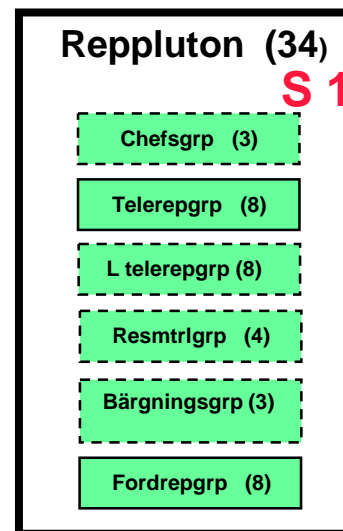 Reppluton (34)
S 1
Chefsgrp (3)
Telerepgrp (8)
L telerepgrp (8)
Resmtrlgrp (4)
Bärgningsgrp (3)
Fordrepgrp (8)